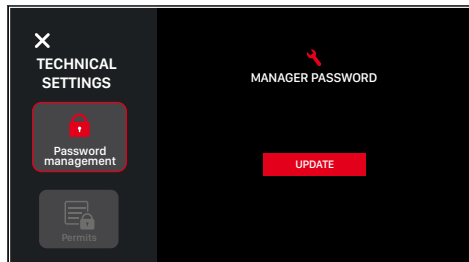 TECHNICAL
SETTINGS
Password
management
Permits
MANAGER PASSWORD
UPDATE